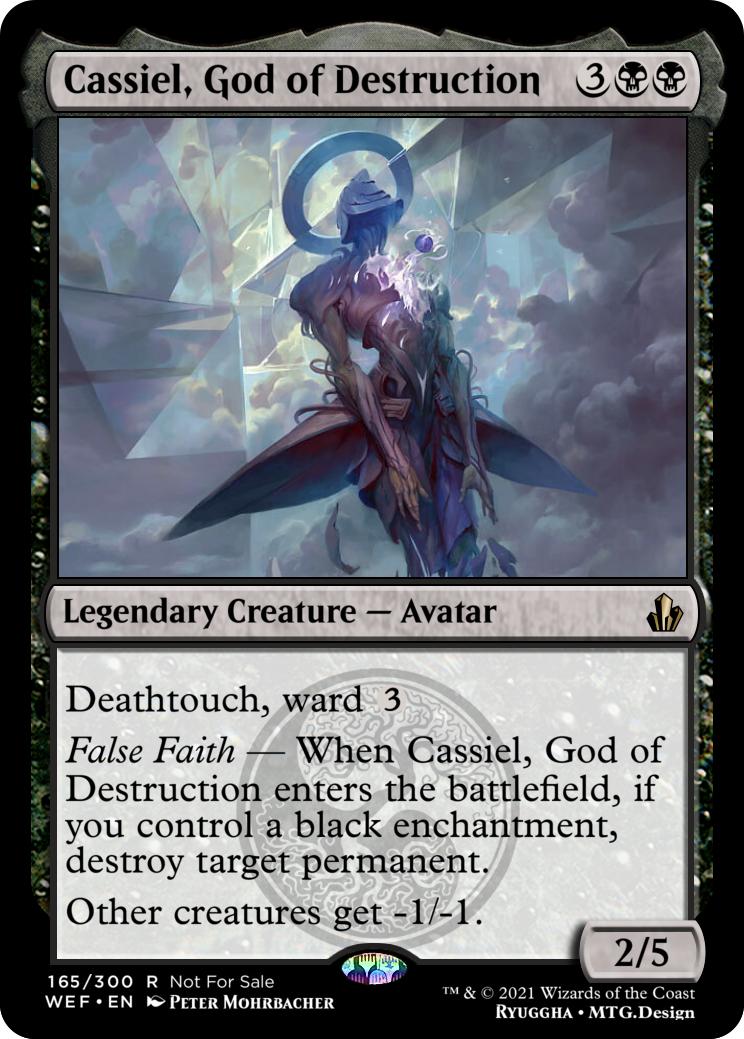 Cassiel, God of Destruction 3
Legendary Creature — Avatar
Deathtouch, ward 3
False Faith — When Cassiel, God of
Destruction enters the battlefield, if
you control a black enchantment,
destroy target permanent.
Other creatures get -1/-1.
2/5
165/300 R Not For Sale
WEF • EN Peter Mohrbacher
™ & © 2021 Wizards of the Coast
Ryuggha • MTG.Design